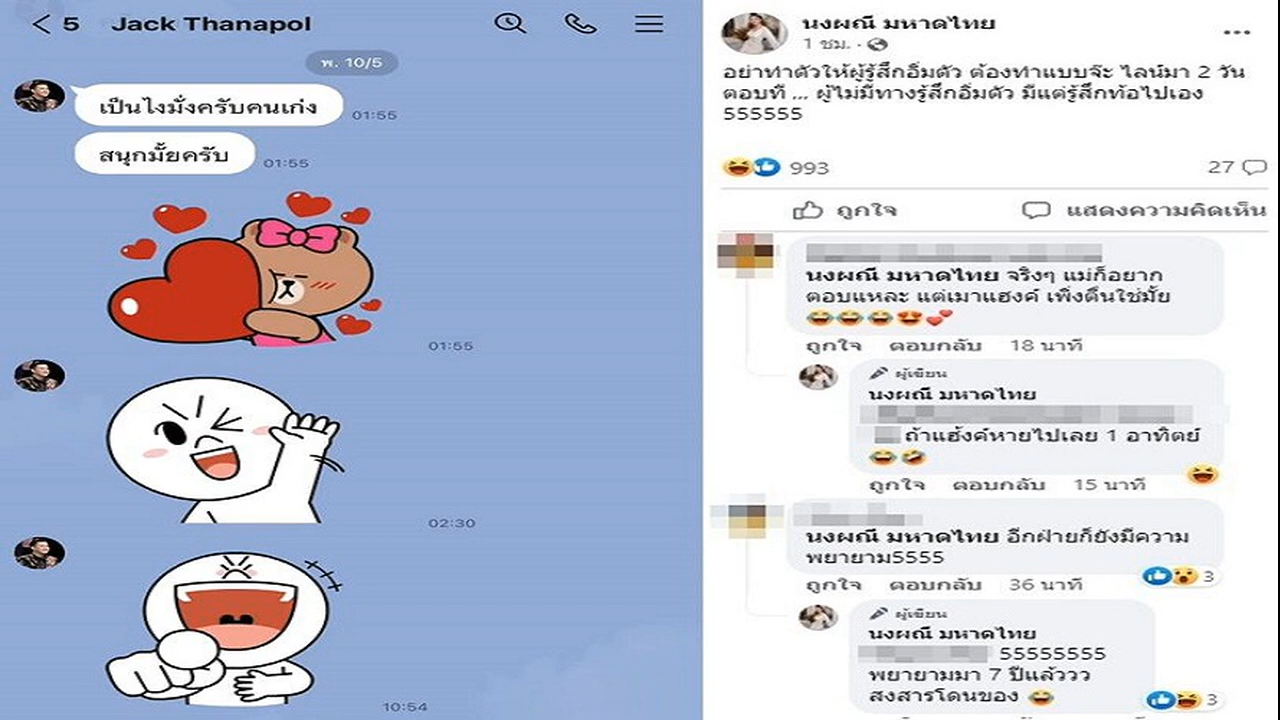 5 Jack Thanapol
พ. 10/5
เป็นไงมั่งครับคนเก่ง
01:55
สนุกมั้ยครับ
01:55
01:55
02:30
10:54
นงผณี มหาดไทย
1 ชม.
อย่าทำตัวให้ผู้รู้สึกอิ่มตัว ต้องทำแบบจ๊ะ ไลน์มา 2 วัน
ตอบที ... ผู้ไม่มีทางรู้สึกอิ่มตัว มีแต่รู้สึกท้อไปเอง
555555
993
27
ถูกใจ
แสดงความคิดเห็น
นงผณี มหาดไทย จริงๆ แม่ก็อยาก
ตอบแหละ แต่เมาแฮงค์ เพิ่งตื่นใช่มั้ย
ถูกใจ ตอบกลับ 18 นาที
ผู้เขียน
นงผณี มหาดไทย
ถ้าแฮ้งค์หายไปเลย 1 อาทิตย์
ถูกใจ ตอบกลับ 15 นาที
นงผณี มหาดไทย อีกฝ่ายก็ยังมีความ
พยายาม5555
3
ถูกใจ ตอบกลับ 36 นาที
ผู้เขียน
นงผณี มหาดไทย
55555555
พยายามมา 7 ปีแล้ววว
สงสารโดนของ
3